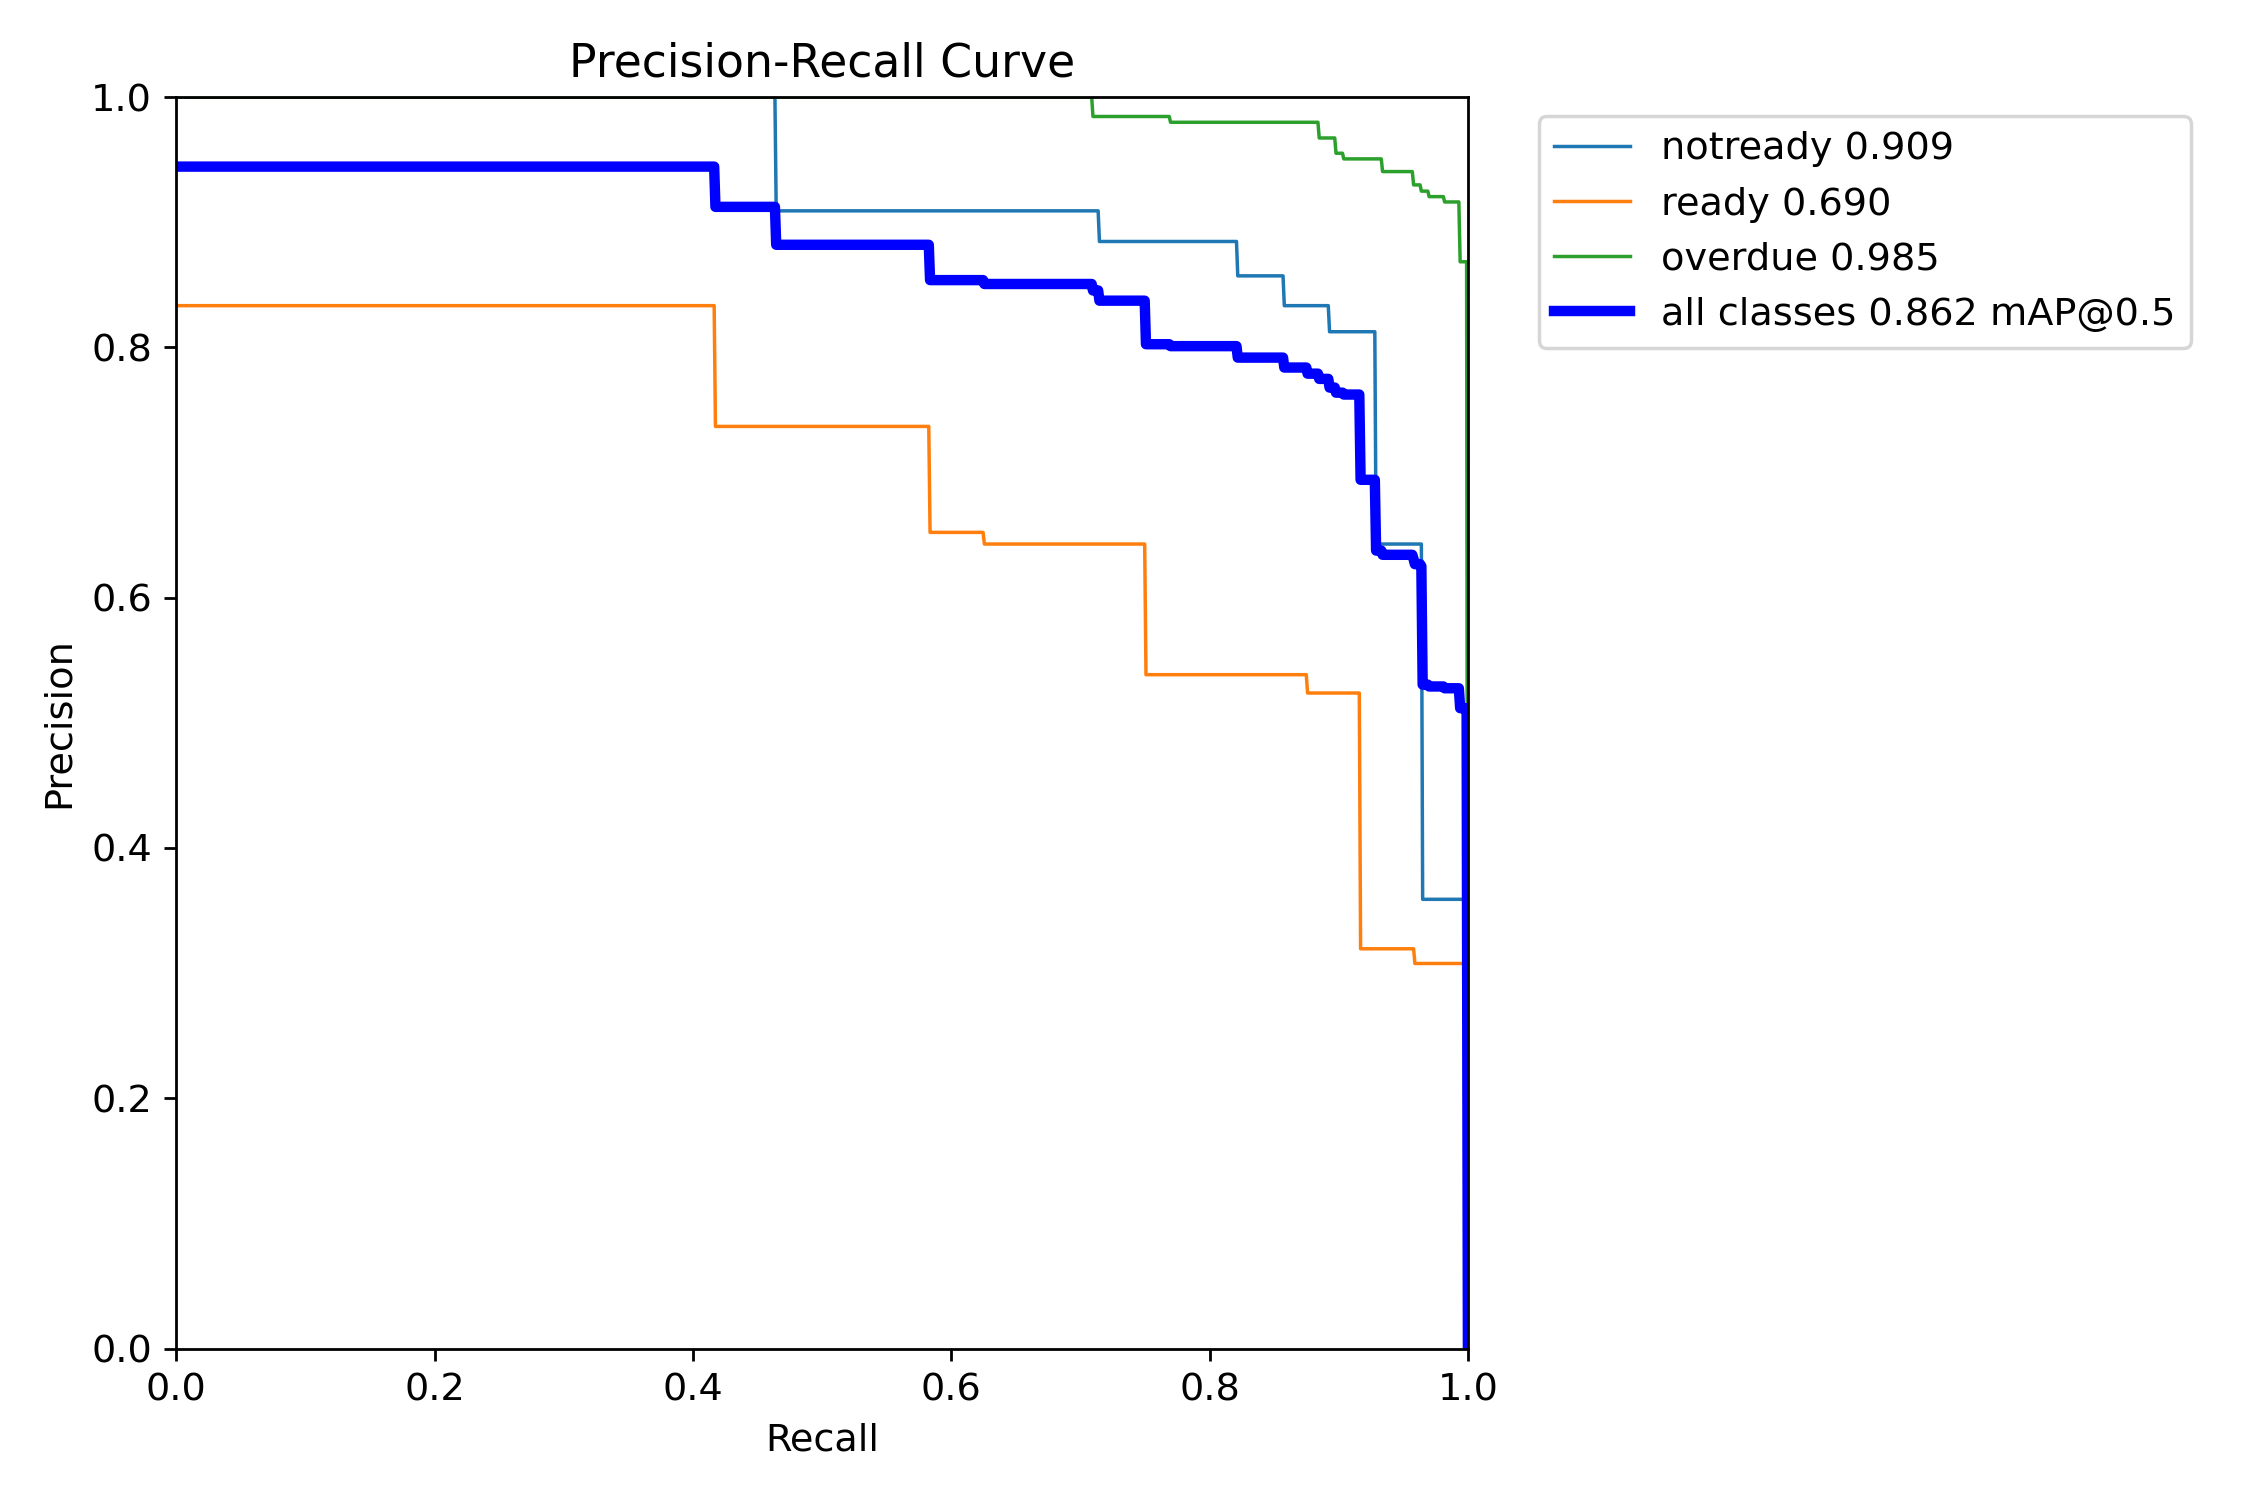 Precision-Recall Curve
1.0
0.8
0.6
0.4
0.2
0.0
Precision
0.0 0.2 0.4 0.6 0.8 1.0
Recall
notready 0.909
ready 0.690
overdue 0.985
all classes 0.862 mAP@0.5